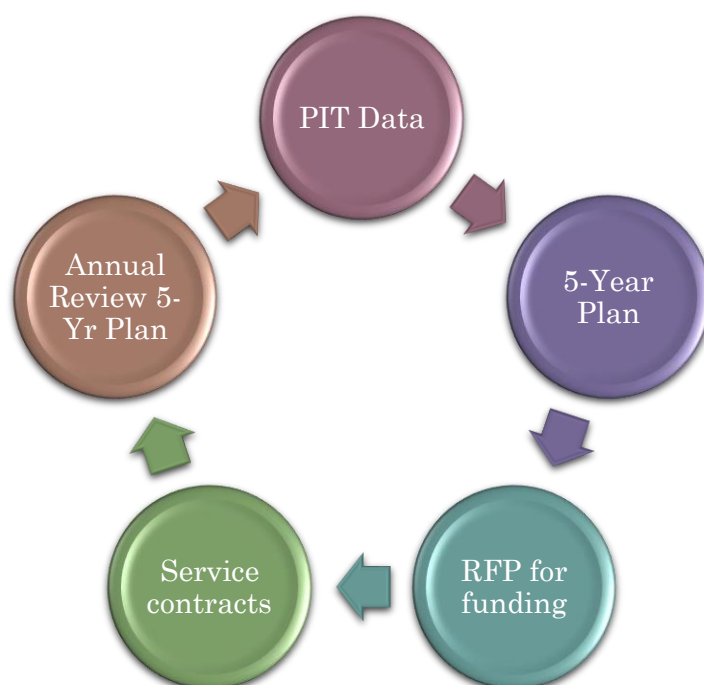 PIT Data
5-Year
Plan
RFP for
funding
Service
contracts
Annual
Review 5-
Yr Plan